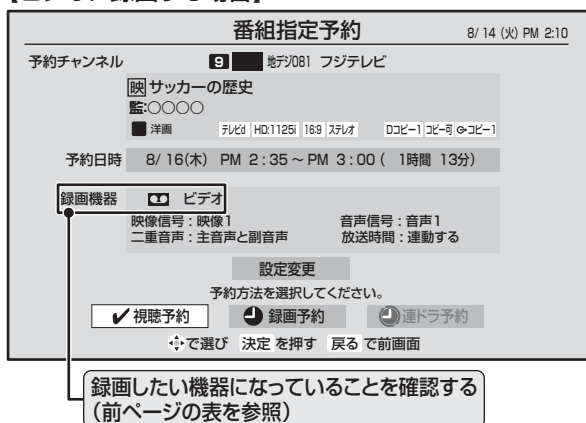 番組指定予約 8/14 (火) PM 2:10
予約チャンネル 9 地デジ081 フジテレビ
映 サッカーの歴史
監:○○○○
洋画 テレビd HD:1125i 16:9 ステレオ Dコピー1 コピー可 コピー1
予約日時 8/16(木) PM 2:35~PM 3:00 ( 1時間 13分)
録画機器 ビデオ
映像信号:映像1 音声信号:音声1
二重音声:主音声と副音声 放送時間:連動する
設定変更
予約方法を選択してください。
✔視聴予約 録画予約 連ドラ予約
で選び 決定 を押す 戻る で前画面
録画したい機器になっていることを確認する
(前ページの表を参照)